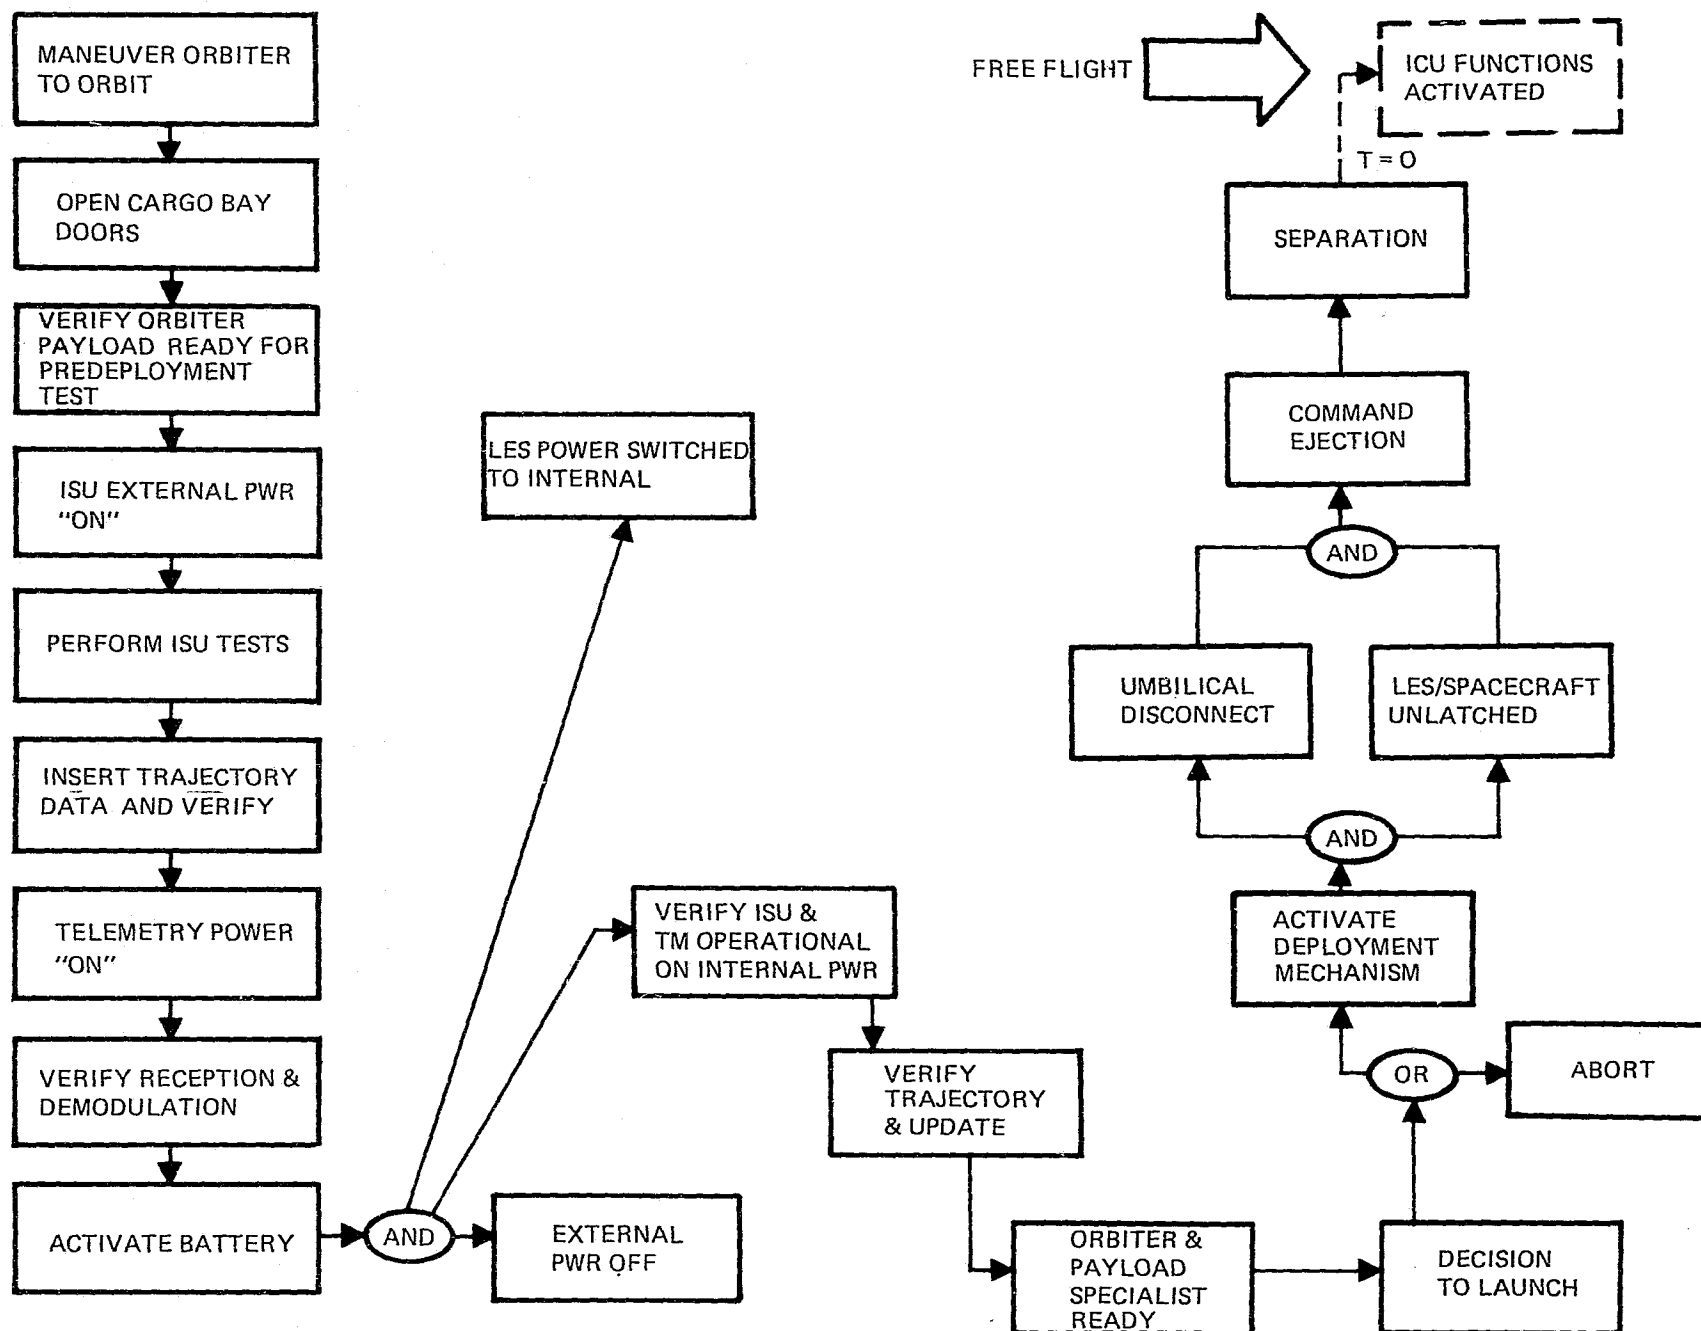 MANEUVER ORBITER
TO ORBIT
OPEN CARGO BAY
DOORS
VERIFY ORBITER
PAYLOAD READY FOR
PREDEPLOYMENT
TEST
ISU EXTERNAL PWR
"ON"
PERFORM ISU TESTS
INSERT TRAJECTORY
DATA AND VERIFY
TELEMETRY POWER
"ON"
VERIFY RECEPTION &
DEMODULATION
ACTIVATE BATTERY
AND
LES POWER SWITCHED
TO INTERNAL
VERIFY ISU &
TM OPERATIONAL
ON INTERNAL PWR
EXTERNAL
PWR OFF
VERIFY
TRAJECTORY
& UPDATE
ORBITER &
PAYLOAD
SPECIALIST
READY
DECISION
TO LAUNCH
OR
ABORT
ACTIVATE
DEPLOYMENT
MECHANISM
AND
UMBILICAL
DISCONNECT
LES/SPACECRAFT
UNLATCHED
AND
COMMAND
EJECTION
SEPARATION
T = 0
FREE FLIGHT
ICU FUNCTIONS
ACTIVATED